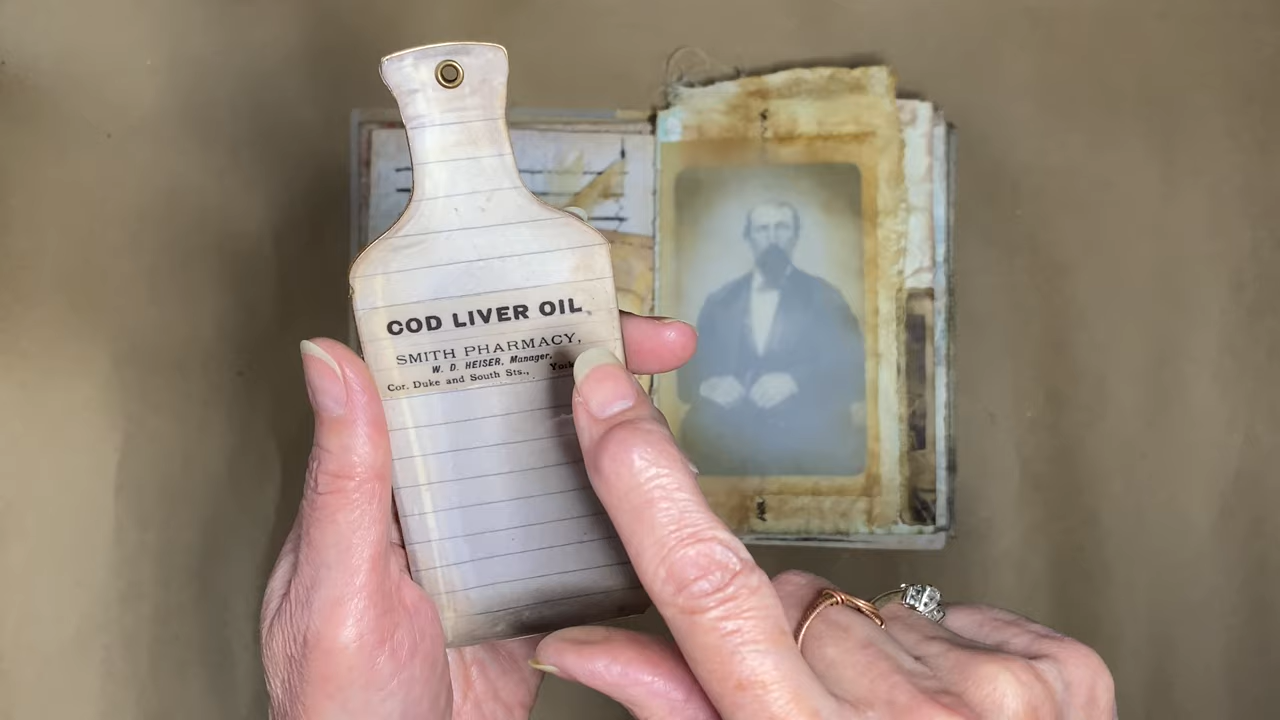 COD LIVER OIL
SMITH PHARMACY,
W. D. HEISER, Manager,
Cor. Duke and South Sts.,